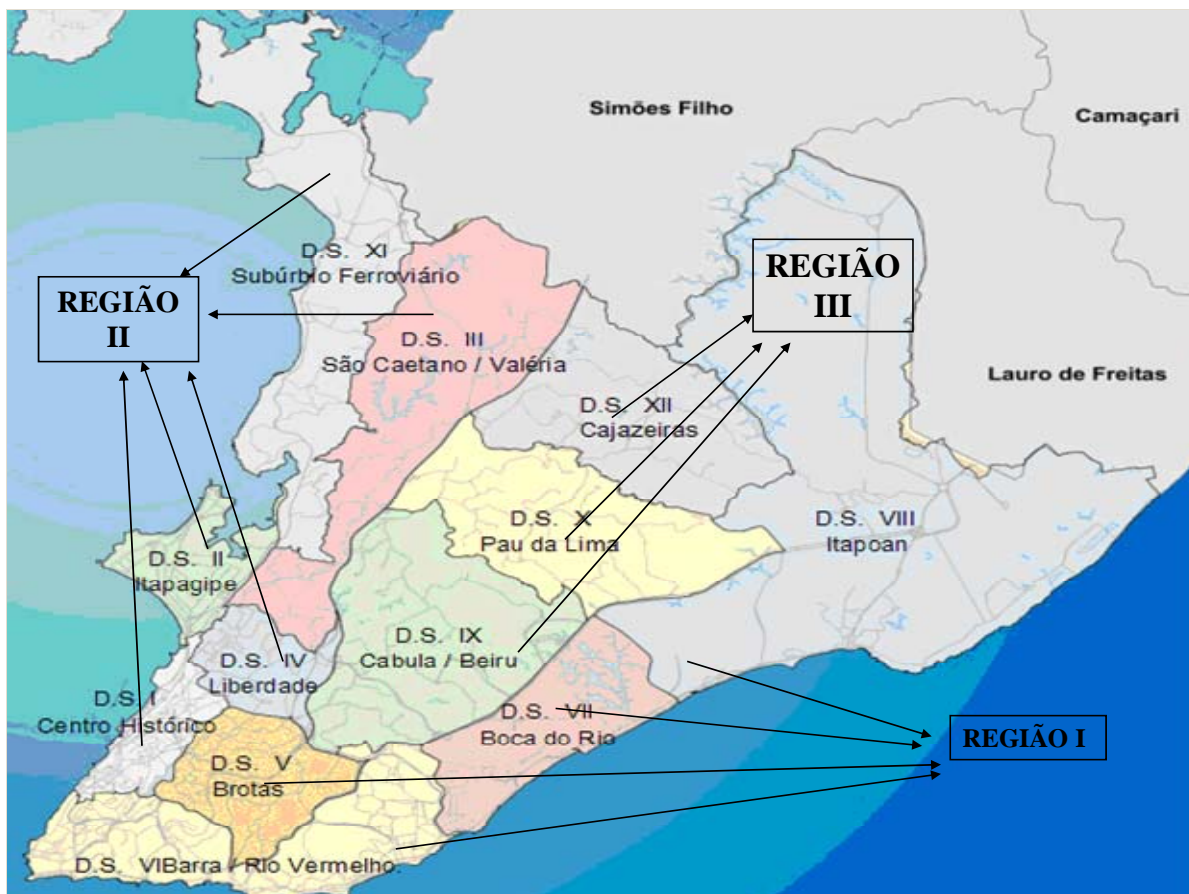 Simões Filho
Camaçari
D.S. XI
Subúrbio Ferroviário
REGIÃO
II
REGIÃO
III
D.S. III
São Caetano / Valéria
Lauro de Freitas
D.S. XII
Cajazeiras
D.S. X
Pau da Lima
D.S. VIII
Itapoan
D.S. II
Itapagipe
D.S. IX
Cabula / Beiru
D.S. IV
Liberdade
D.S. I
Centro Histórico
D.S. VII
Boca do Rio
REGIÃO I
D.S. V
Brotas
D.S. VIBarra / Rio Vermelho.